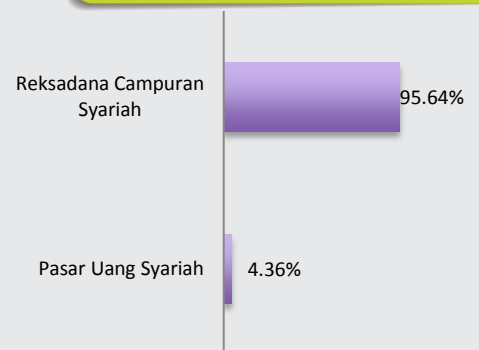 Reksadana Campuran
Syariah
95.64%
Pasar Uang Syariah
4.36%